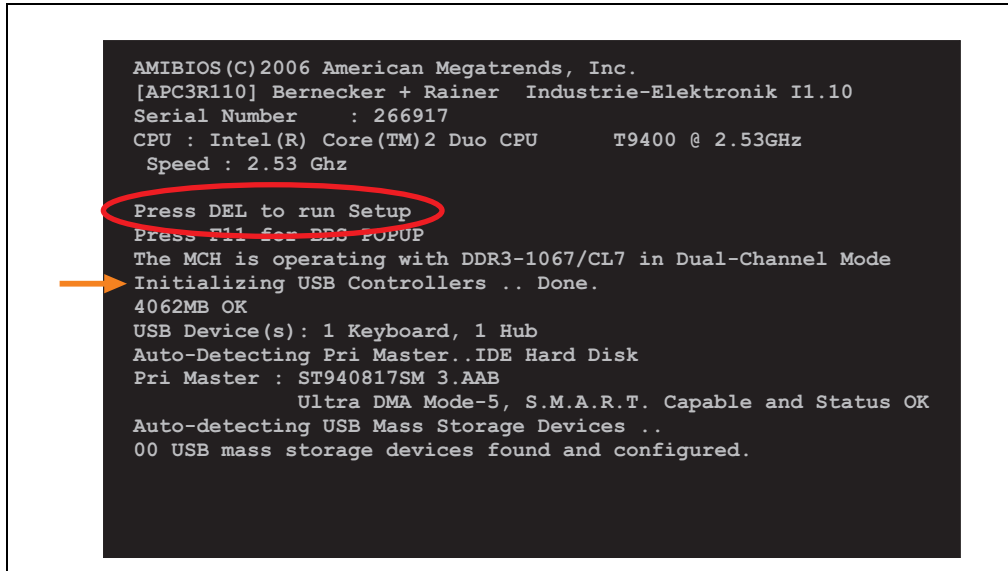 AMIBIOS(C)2006 American Megatrends, Inc.
[APC3R110] Bernecker + Rainer  Industrie-Elektronik I1.10
Serial Number    : 266917
CPU : Intel(R) Core(TM)2 Duo CPU      T9400 @ 2.53GHz
 Speed : 2.53 Ghz
Press DEL to run Setup
Press F11 for BBS POPUP
The MCH is operating with DDR3-1067/CL7 in Dual-Channel Mode
Initializing USB Controllers .. Done.
4062MB OK
USB Device(s): 1 Keyboard, 1 Hub
Auto-Detecting Pri Master..IDE Hard Disk
Pri Master : ST940817SM 3.AAB
Ultra DMA Mode-5, S.M.A.R.T. Capable and Status OK
Auto-detecting USB Mass Storage Devices ..
00 USB mass storage devices found and configured.